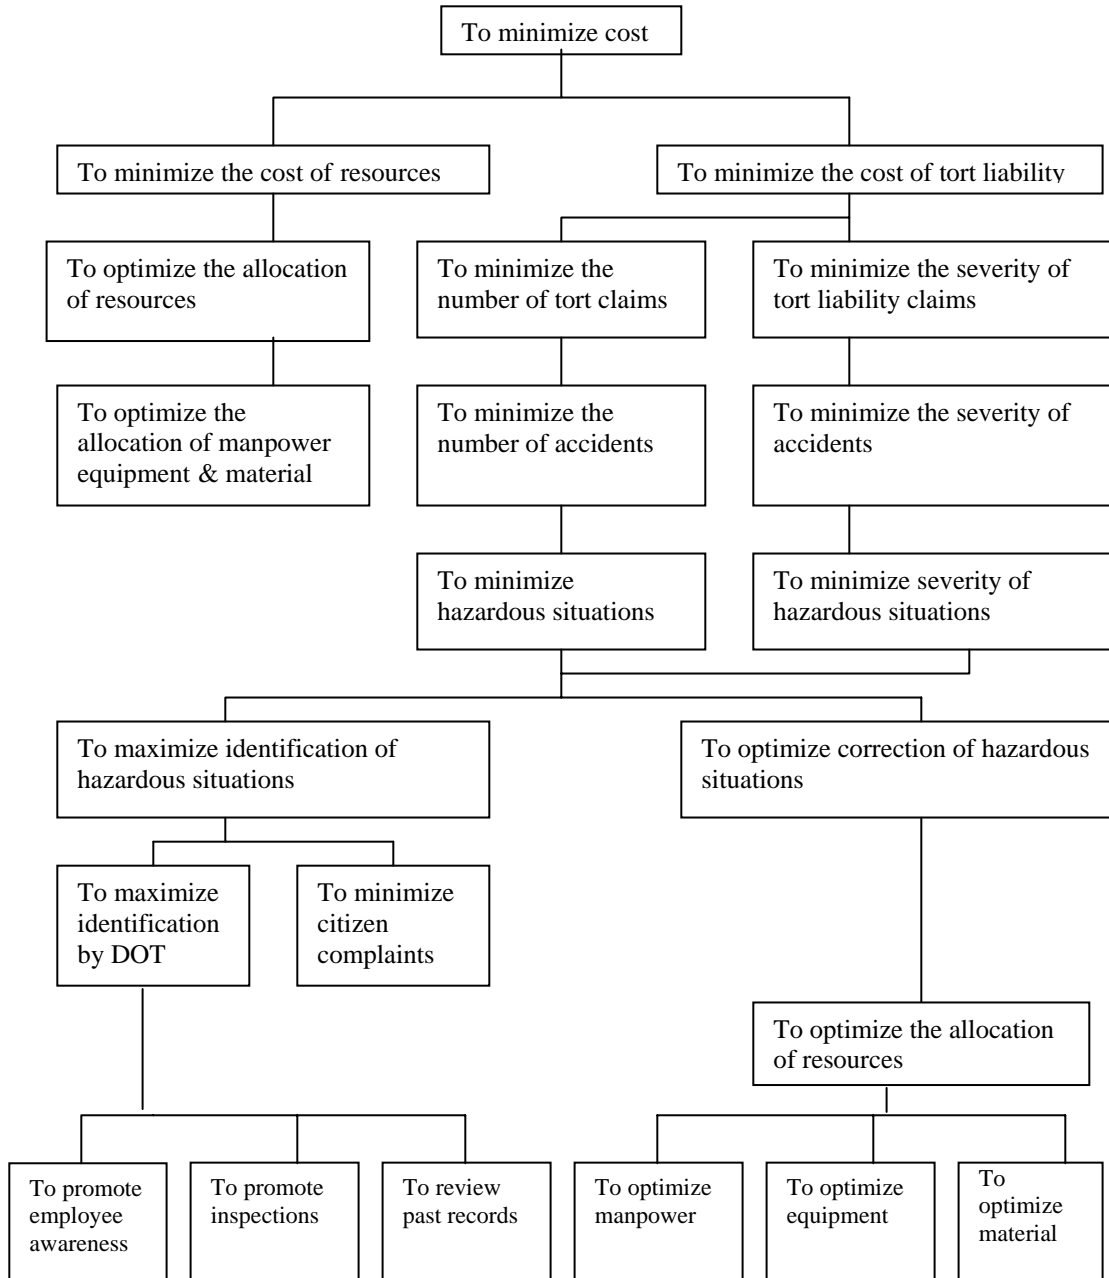 To minimize cost
To minimize the cost of resources
To minimize the cost of tort liability
To optimize the allocation
of resources
To minimize the
number of tort claims
To minimize the severity of
tort liability claims
To optimize the
allocation of manpower
equipment & material
To minimize the
number of accidents
To minimize the severity of
accidents
To minimize
hazardous situations
To minimize severity of
hazardous situations
To maximize identification of
hazardous situations
To optimize correction of hazardous
situations
To maximize
identification
by DOT
To minimize
citizen
complaints
To optimize the allocation
of resources
To promote
employee
awareness
To promote
inspections
To review
past records
To optimize
manpower
To optimize
equipment
To
optimize
material